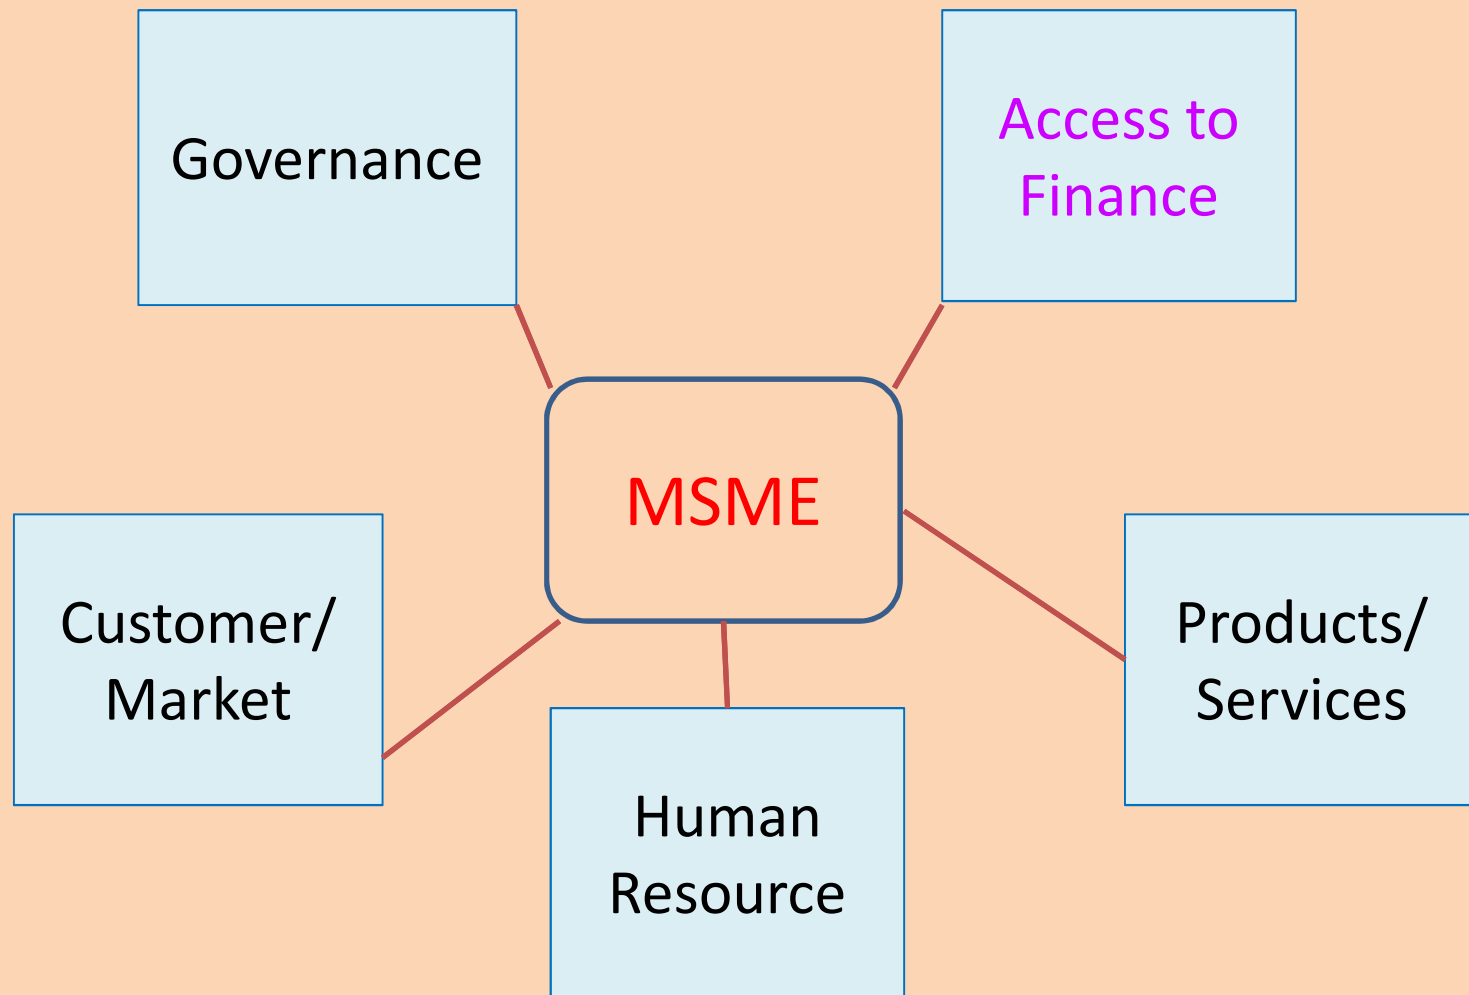 Governance
Access to
Finance
MSME
Customer/
Market
Products/
Services
Human
Resource